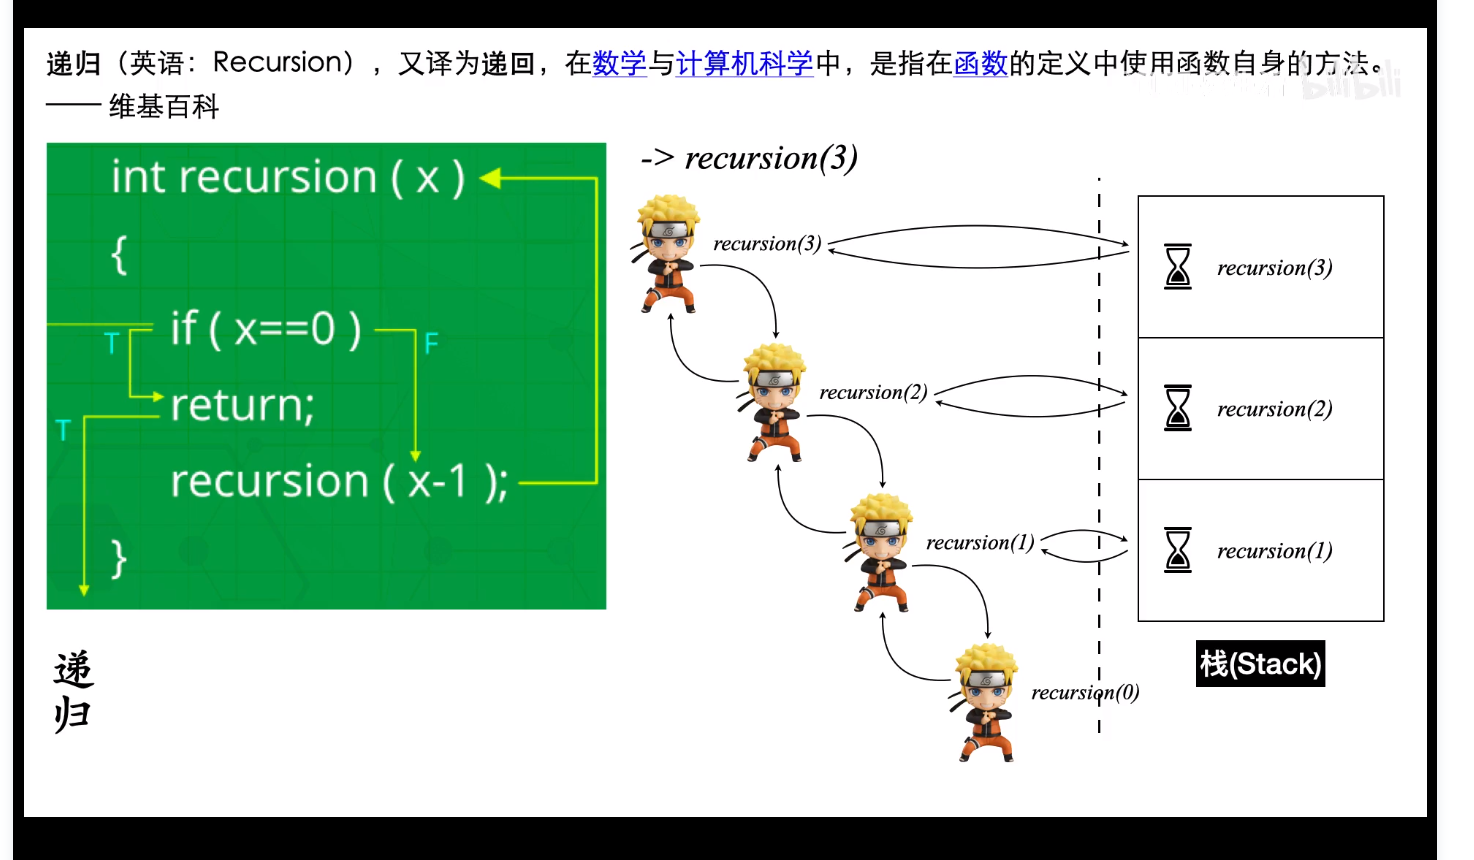 递归（英语：Recursion），又译为递回，在数学与计算机科学中，是指在函数的定义中使用函数自身的方法。
—— 维基百科
bilibili
int recursion ( x )
{
if ( x==0 )
T
F
return;
T
recursion ( x-1 );
}
递
归
-> recursion(3)
recursion(3)
recursion(2)
recursion(1)
recursion(0)
recursion(3)
recursion(2)
recursion(1)
栈(Stack)